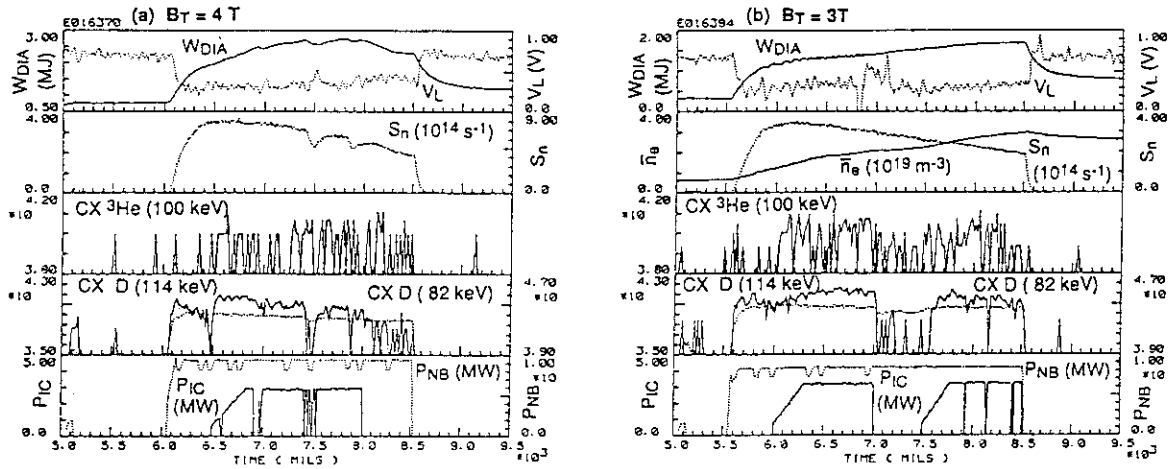 E016370 (a) B_T = 4 T
3.00
W_DIA
W_DIA (MJ)
0.50
1.00
V_L (V)
V_L
0.0
4.00
S_n (10^14 s^-1)
0.0
9.00
S_n
0.0
4.20
*10
CX ^3He (100 keV)
3.80
4.30
*10
CX D (114 keV)
CX D ( 82 keV)
3.50
4.70
*10
3.90
5.00
P_IC
P_IC
(MW)
P_NB (MW)
0.0
1.00
*10
P_NB
0.0
5.0 5.5 6.0 6.5 7.0 7.5 8.0 8.5 9.0 9.5
TIME ( MILS ) *10^3
E016394 (b) B_T = 3T
2.00
W_DIA
W_DIA (MJ)
0.0
1.00
V_L (V)
V_L
0.0
4.00
n̄_e
n̄_e (10^19 m^-3)
S_n
(10^14 s^-1)
0.0
4.00
S_n
0.0
4.20
*10
CX ^3He (100 keV)
3.80
4.30
*10
CX D (114 keV)
CX D ( 82 keV)
3.50
4.70
*10
3.90
5.00
P_IC
P_IC
(MW)
P_NB (MW)
0.0
1.00
*10
P_NB
0.0
5.0 5.5 6.0 6.5 7.0 7.5 8.0 8.5 9.0 9.5
TIME ( MILS ) *10^3